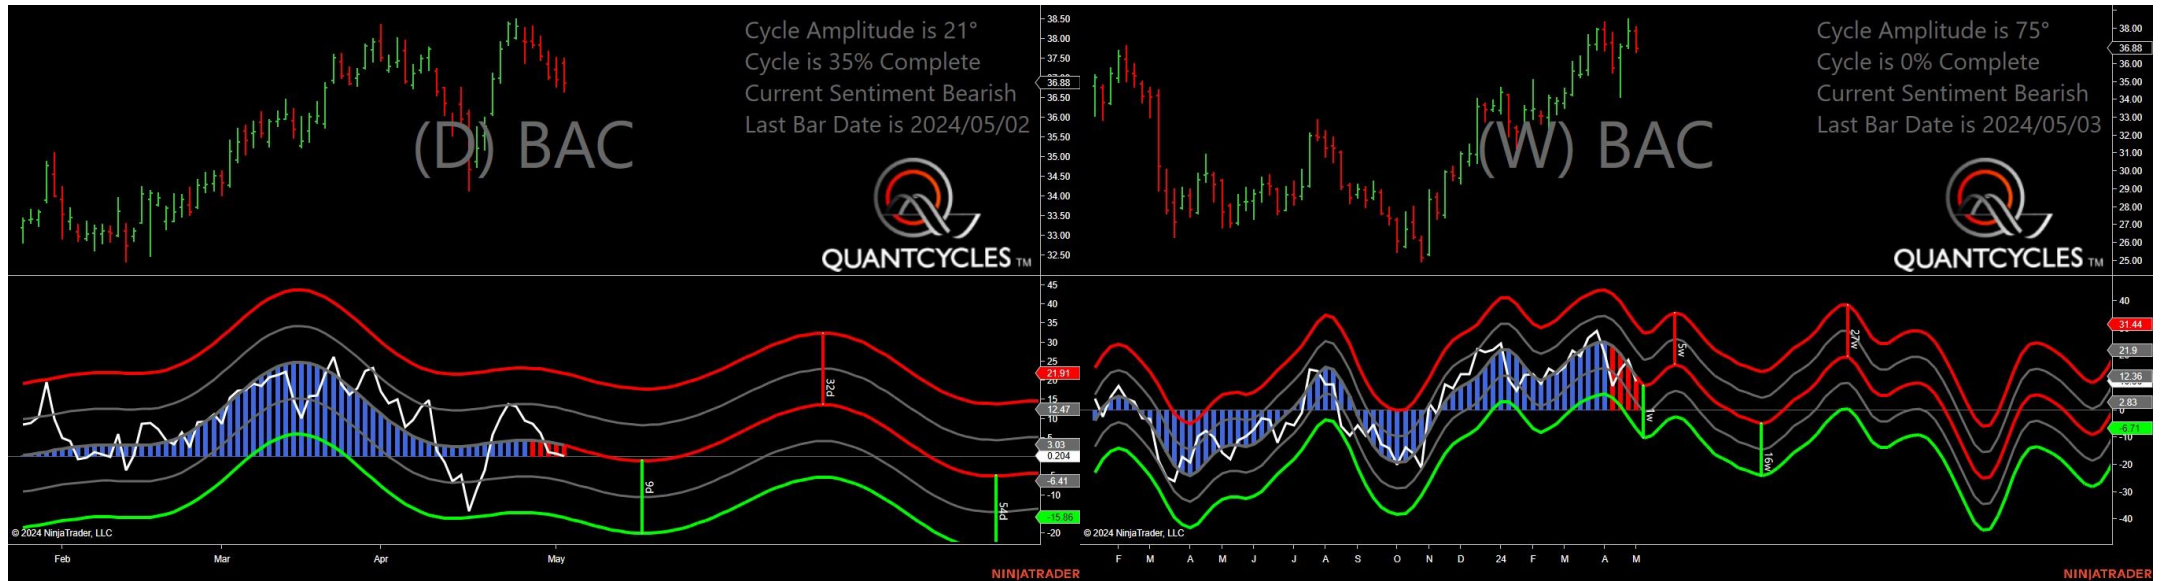 Cycle Amplitude is 21°
Cycle is 35% Complete
Current Sentiment Bearish
Last Bar Date is 2024/05/02
(D) BAC
QUANTCYCLES TM
38.50
38.00
37.50
36.88
36.50
36.00
35.50
35.00
34.50
34.00
33.50
33.00
32.50
45
40
35
30
25
21.91
20
15
12.47
3.03
0.204
-6.41
-10
-15.86
-20
32d
9d
54d
© 2024 NinjaTrader, LLC
Feb
Mar
Apr
May
NINJATRADER
Cycle Amplitude is 75°
Cycle is 0% Complete
Current Sentiment Bearish
Last Bar Date is 2024/05/03
(W) BAC
QUANTCYCLES TM
38.00
36.88
36.00
35.00
34.00
33.00
32.00
31.00
30.00
29.00
28.00
27.00
26.00
25.00
40
31.44
21.9
12.36
2.83
0
-6.71
-10
-20
-30
-40
5w
27w
1w
16w
© 2024 NinjaTrader, LLC
F
M
A
M
J
J
A
S
O
N
D
24
F
M
A
M
NINJATRADER